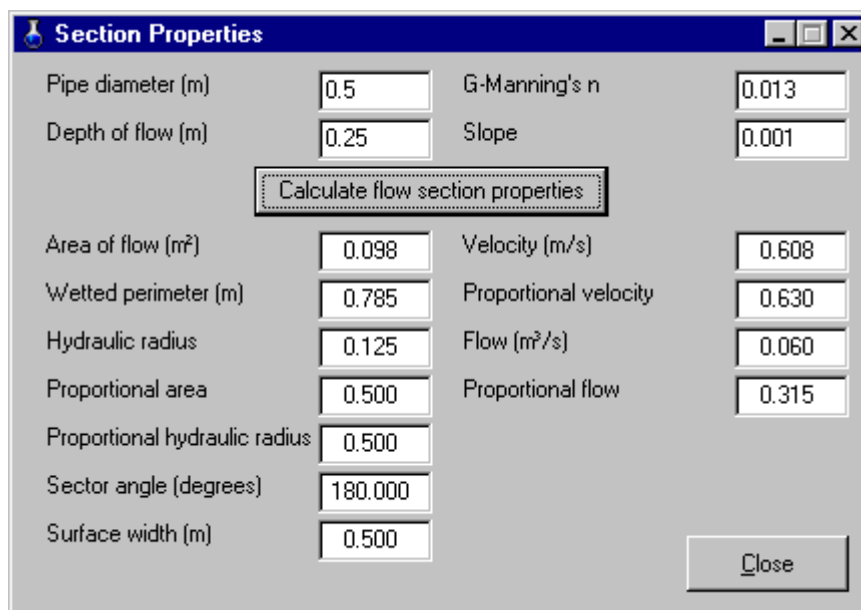 Section Properties
Pipe diameter (m) 0.5 G-Manning's n 0.013
Depth of flow (m) 0.25 Slope 0.001
Calculate flow section properties
Area of flow (m²) 0.098 Velocity (m/s) 0.608
Wetted perimeter (m) 0.785 Proportional velocity 0.630
Hydraulic radius 0.125 Flow (m³/s) 0.060
Proportional area 0.500 Proportional flow 0.315
Proportional hydraulic radius 0.500
Sector angle (degrees) 180.000
Surface width (m) 0.500
Close